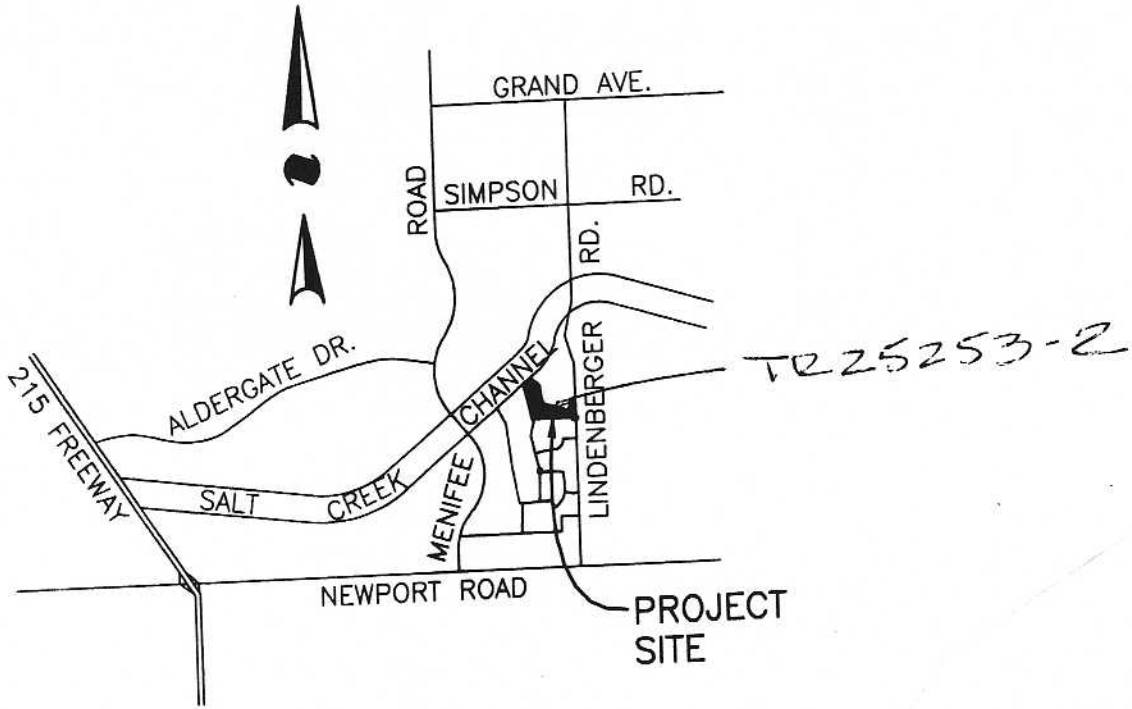 GRAND AVE.
ROAD
SIMPSON RD.
RD.
ALDERGATE DR.
LINDENBERGER
TR25253-2
215 FREEWAY
CHANNEL
SALT
CREEK
MENIFEE
NEWPORT ROAD
PROJECT
SITE